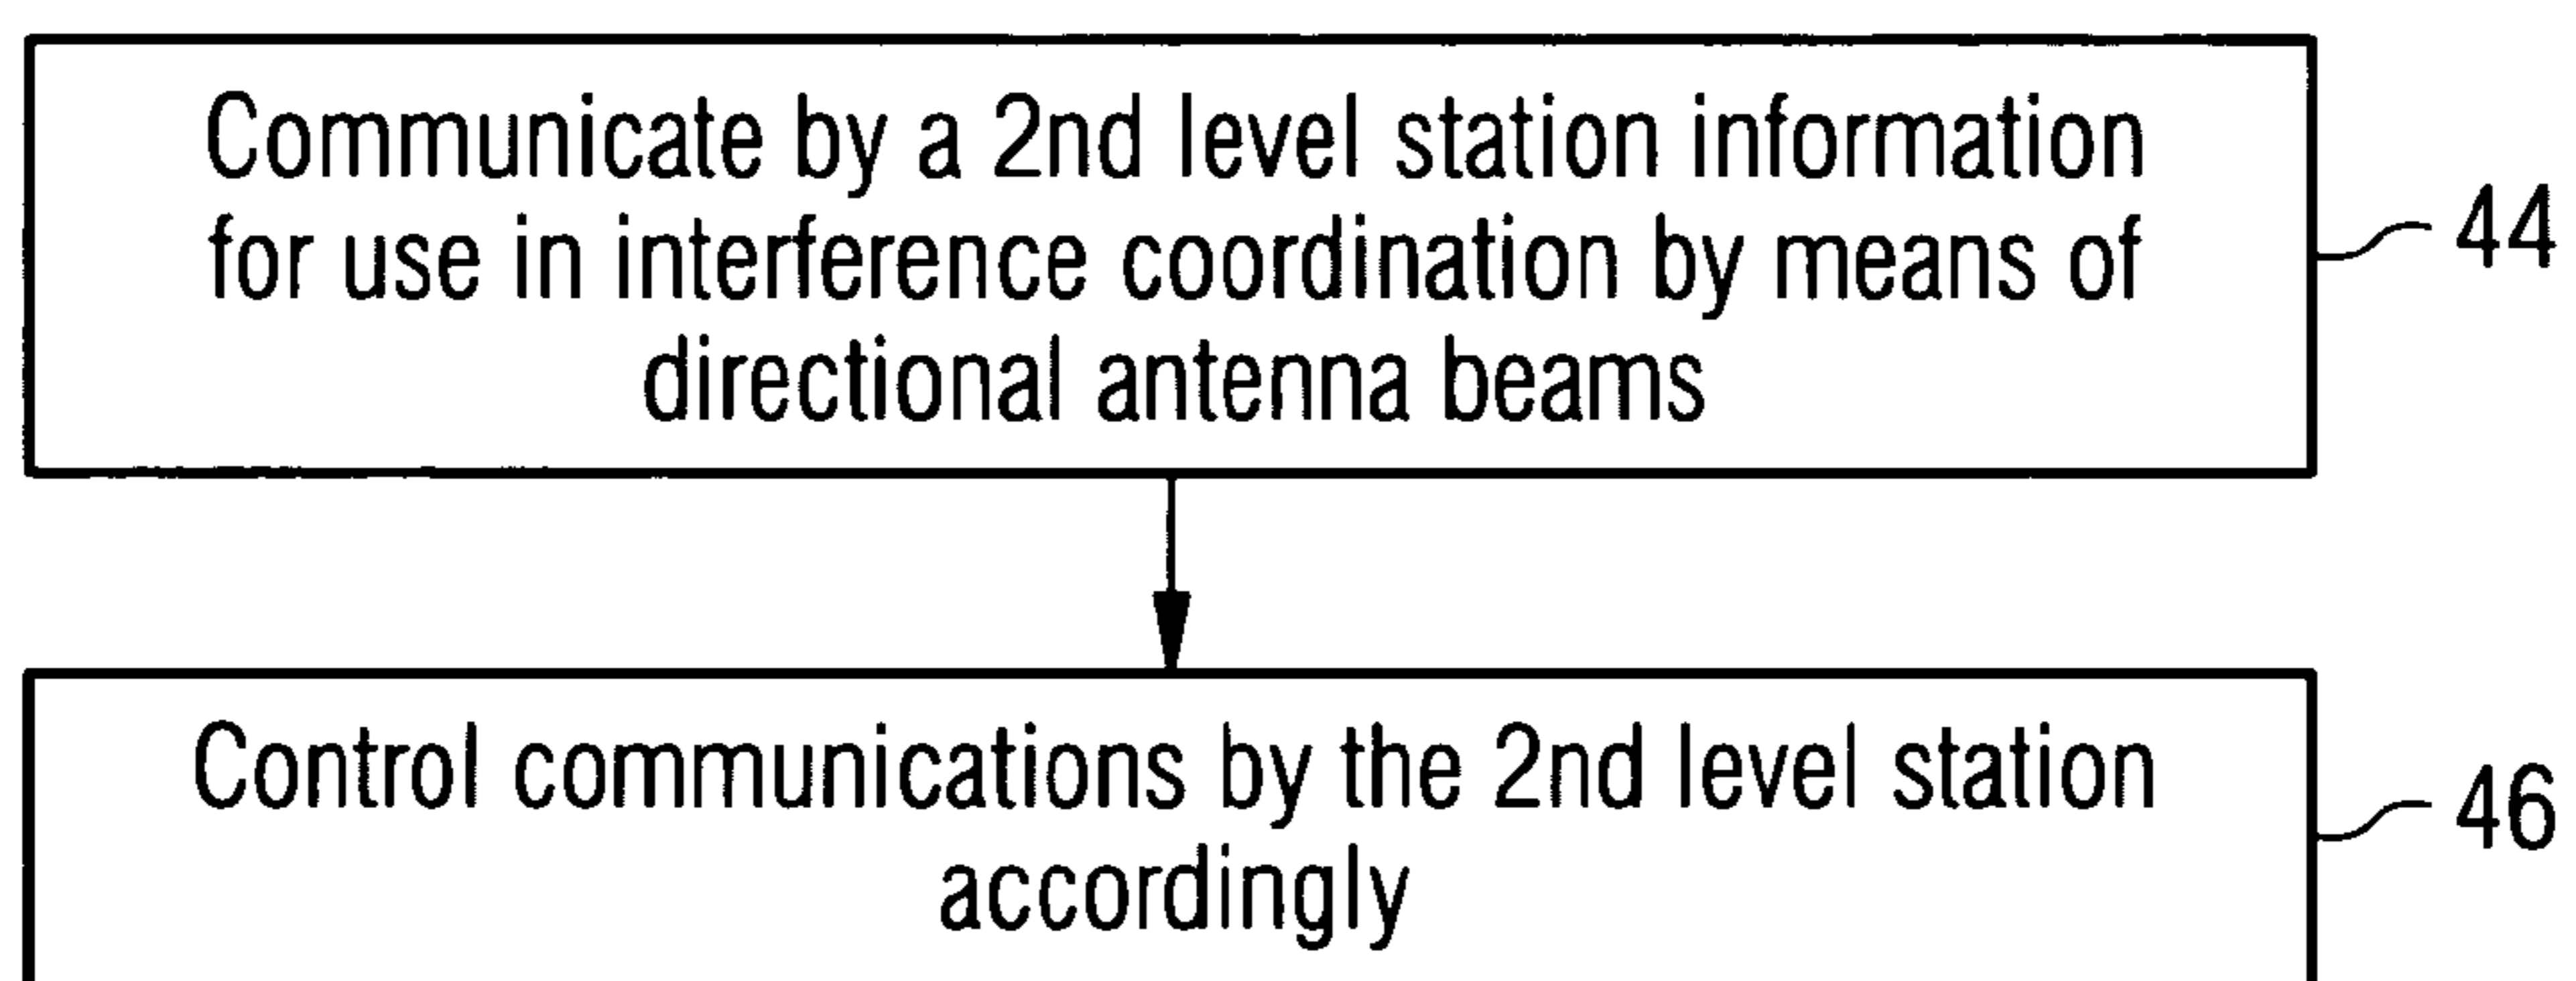 Communicate by a 2nd level station information
for use in interference coordination by means of
directional antenna beams
44
Control communications by the 2nd level station
accordingly
46